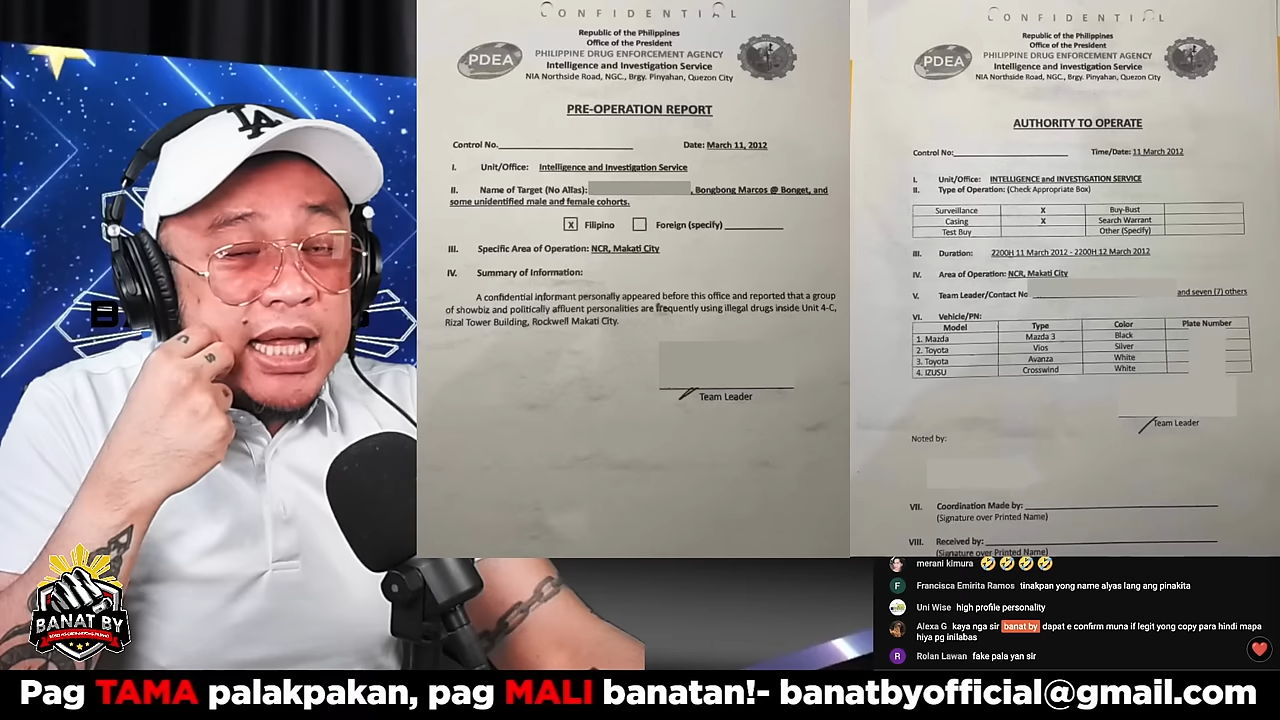 LA
CONFIDENTIAL
Republic of the Philippines
Office of the President
PHILIPPINE DRUG ENFORCEMENT AGENCY
Intelligence and Investigation Service
NIA Northside Road, NGC., Brgy. Pinyahan, Quezon City
PDEA
PRE-OPERATION REPORT
Control No.
Date: March 11, 2012
I. Unit/Office: Intelligence and Investigation Service
II. Name of Target (No Allas): , Bongbong Marcos @ Bonget, and
some unidentified male and female cohorts.
X Filipino Foreign (specify)
III. Specific Area of Operation: NCR, Makati City
IV. Summary of Information:
A confidential informant personally appeared before this office and reported that a group
of showbiz and politically affluent personalities are frequently using illegal drugs inside Unit 4-C,
Rizal Tower Building, Rockwell Makati City.
Team Leader
CONFIDENTIAL
Republic of the Philippines
Office of the President
PHILIPPINE DRUG ENFORCEMENT AGENCY
Intelligence and Investigation Service
NIA Northside Road, NGC., Brgy. Pinyahan, Quezon City
PDEA
AUTHORITY TO OPERATE
Control No:
Time/Date: 11 March 2012
I. Unit/Office: INTELLIGENCE and INVESTIGATION SERVICE
II. Type of Operation: (Check Appropriate Box)
Surveillance X Buy-Bust
Casing X Search Warrant
Test Buy Other (Specify)
III. Duration: 2200H 11 March 2012 - 2200H 12 March 2012
IV. Area of Operation: NCR, Makati City
V. Team Leader/Contact No and seven (7) others
VI. Vehicle/PN:
Model Type Color Plate Number
1. Mazda Mazda 3 Black
2. Toyota Vios Silver
3. Toyota Avanza White
4. IZUSU Crosswind White
Team Leader
Noted by:
VII. Coordination Made by:
(Signature over Printed Name)
VIII. Received by:
(Signature over Printed Name)
merani kimura 🤣🤣🤣🤣
F Francisca Emirita Ramos tinakpan yong name alyas lang ang pinakita
Uni Wise high profile personality
Alexa G kaya nga sir banat by dapat e confirm muna if legit yong copy para hindi mapa
hiya pg inilabas
R Rolan Lawan fake pala yan sir
BANAT BY
Pag TAMA palakpakan, pag MALI banatan!- banatbyofficial@gmail.com